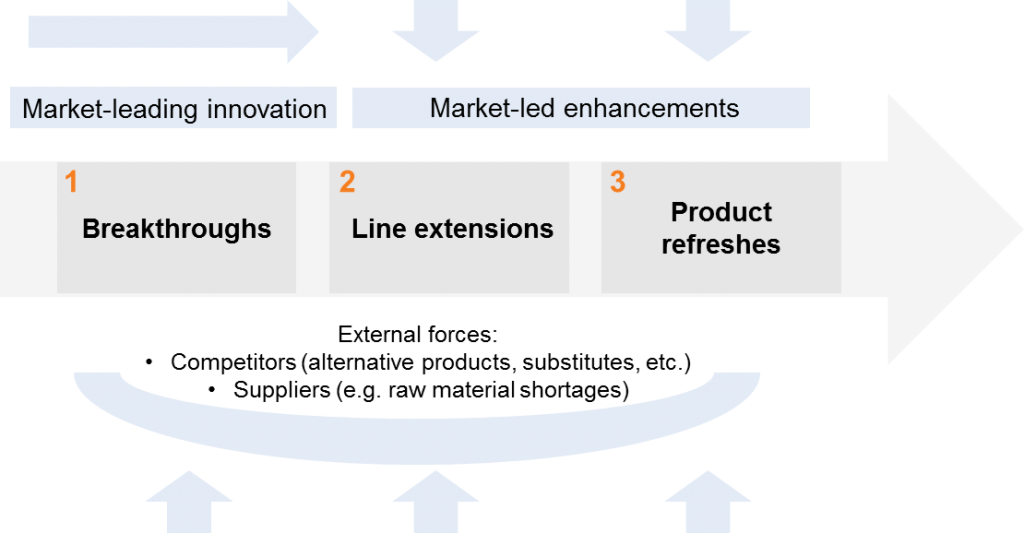 Market-leading innovation
Market-led enhancements
1
Breakthroughs
2
Line extensions
3
Product
refreshes
External forces:
• Competitors (alternative products, substitutes, etc.)
• Suppliers (e.g. raw material shortages)